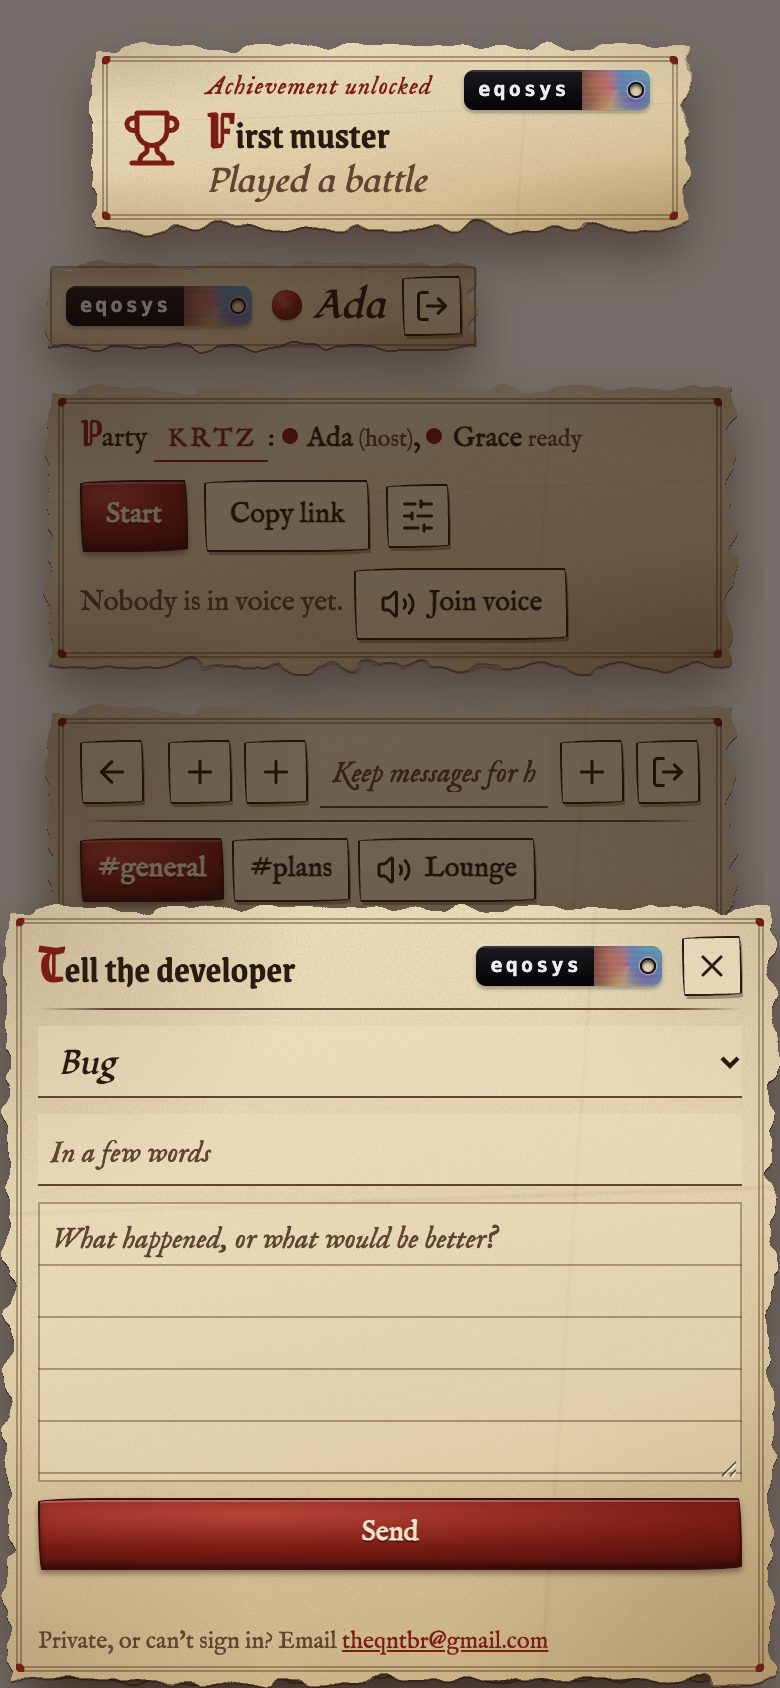 Achievement unlocked
eqosys
First muster
Played a battle
eqosys Ada
Party KRTZ : Ada (host), Grace ready
Start Copy link
Nobody is in voice yet. Join voice
Keep messages for h
#general #plans Lounge
Tell the developer eqosys
Bug
In a few words
What happened, or what would be better?
Send
Private, or can’t sign in? Email theqntbr@gmail.com